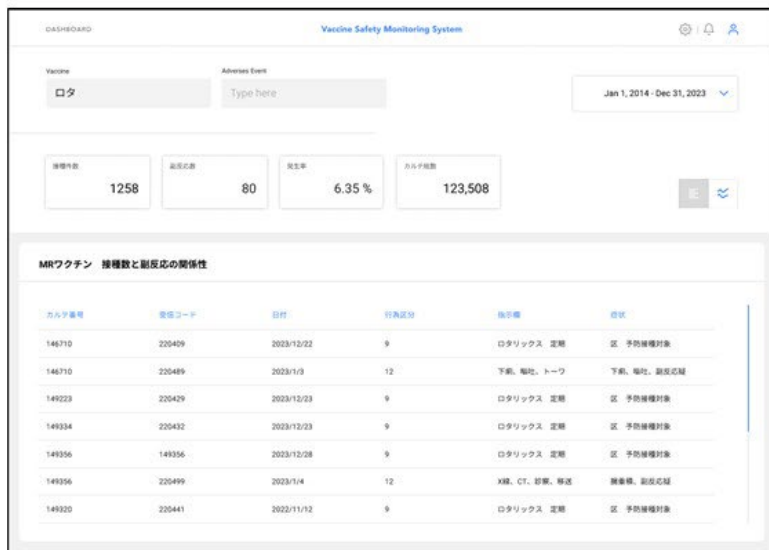 DASHBOARD Vaccine Safety Monitoring System
Vaccine Adverses Event
ロタ Type here Jan 1, 2014 - Dec 31, 2023
接種件数 副反応数 発生率 カルテ総数
1258 80 6.35 % 123,508
MRワクチン 接種数と副反応の関係性
カルテ番号 受信コード 日付 行為区分 指示欄 症状
146710 220409 2023/12/22 9 ロタリックス 定期 区 予防接種対象
146710 220489 2023/1/3 12 下痢、嘔吐、トーワ 下痢、嘔吐、副反応疑
149223 220429 2023/12/23 9 ロタリックス 定期 区 予防接種対象
149334 220432 2023/12/23 9 ロタリックス 定期 区 予防接種対象
149356 149356 2023/12/28 9 ロタリックス 定期 区 予防接種対象
149356 220499 2023/1/4 12 X線、CT、診察、移送 腸重積、副反応疑
149320 220441 2022/11/12 9 ロタリックス 定期 区 予防接種対象